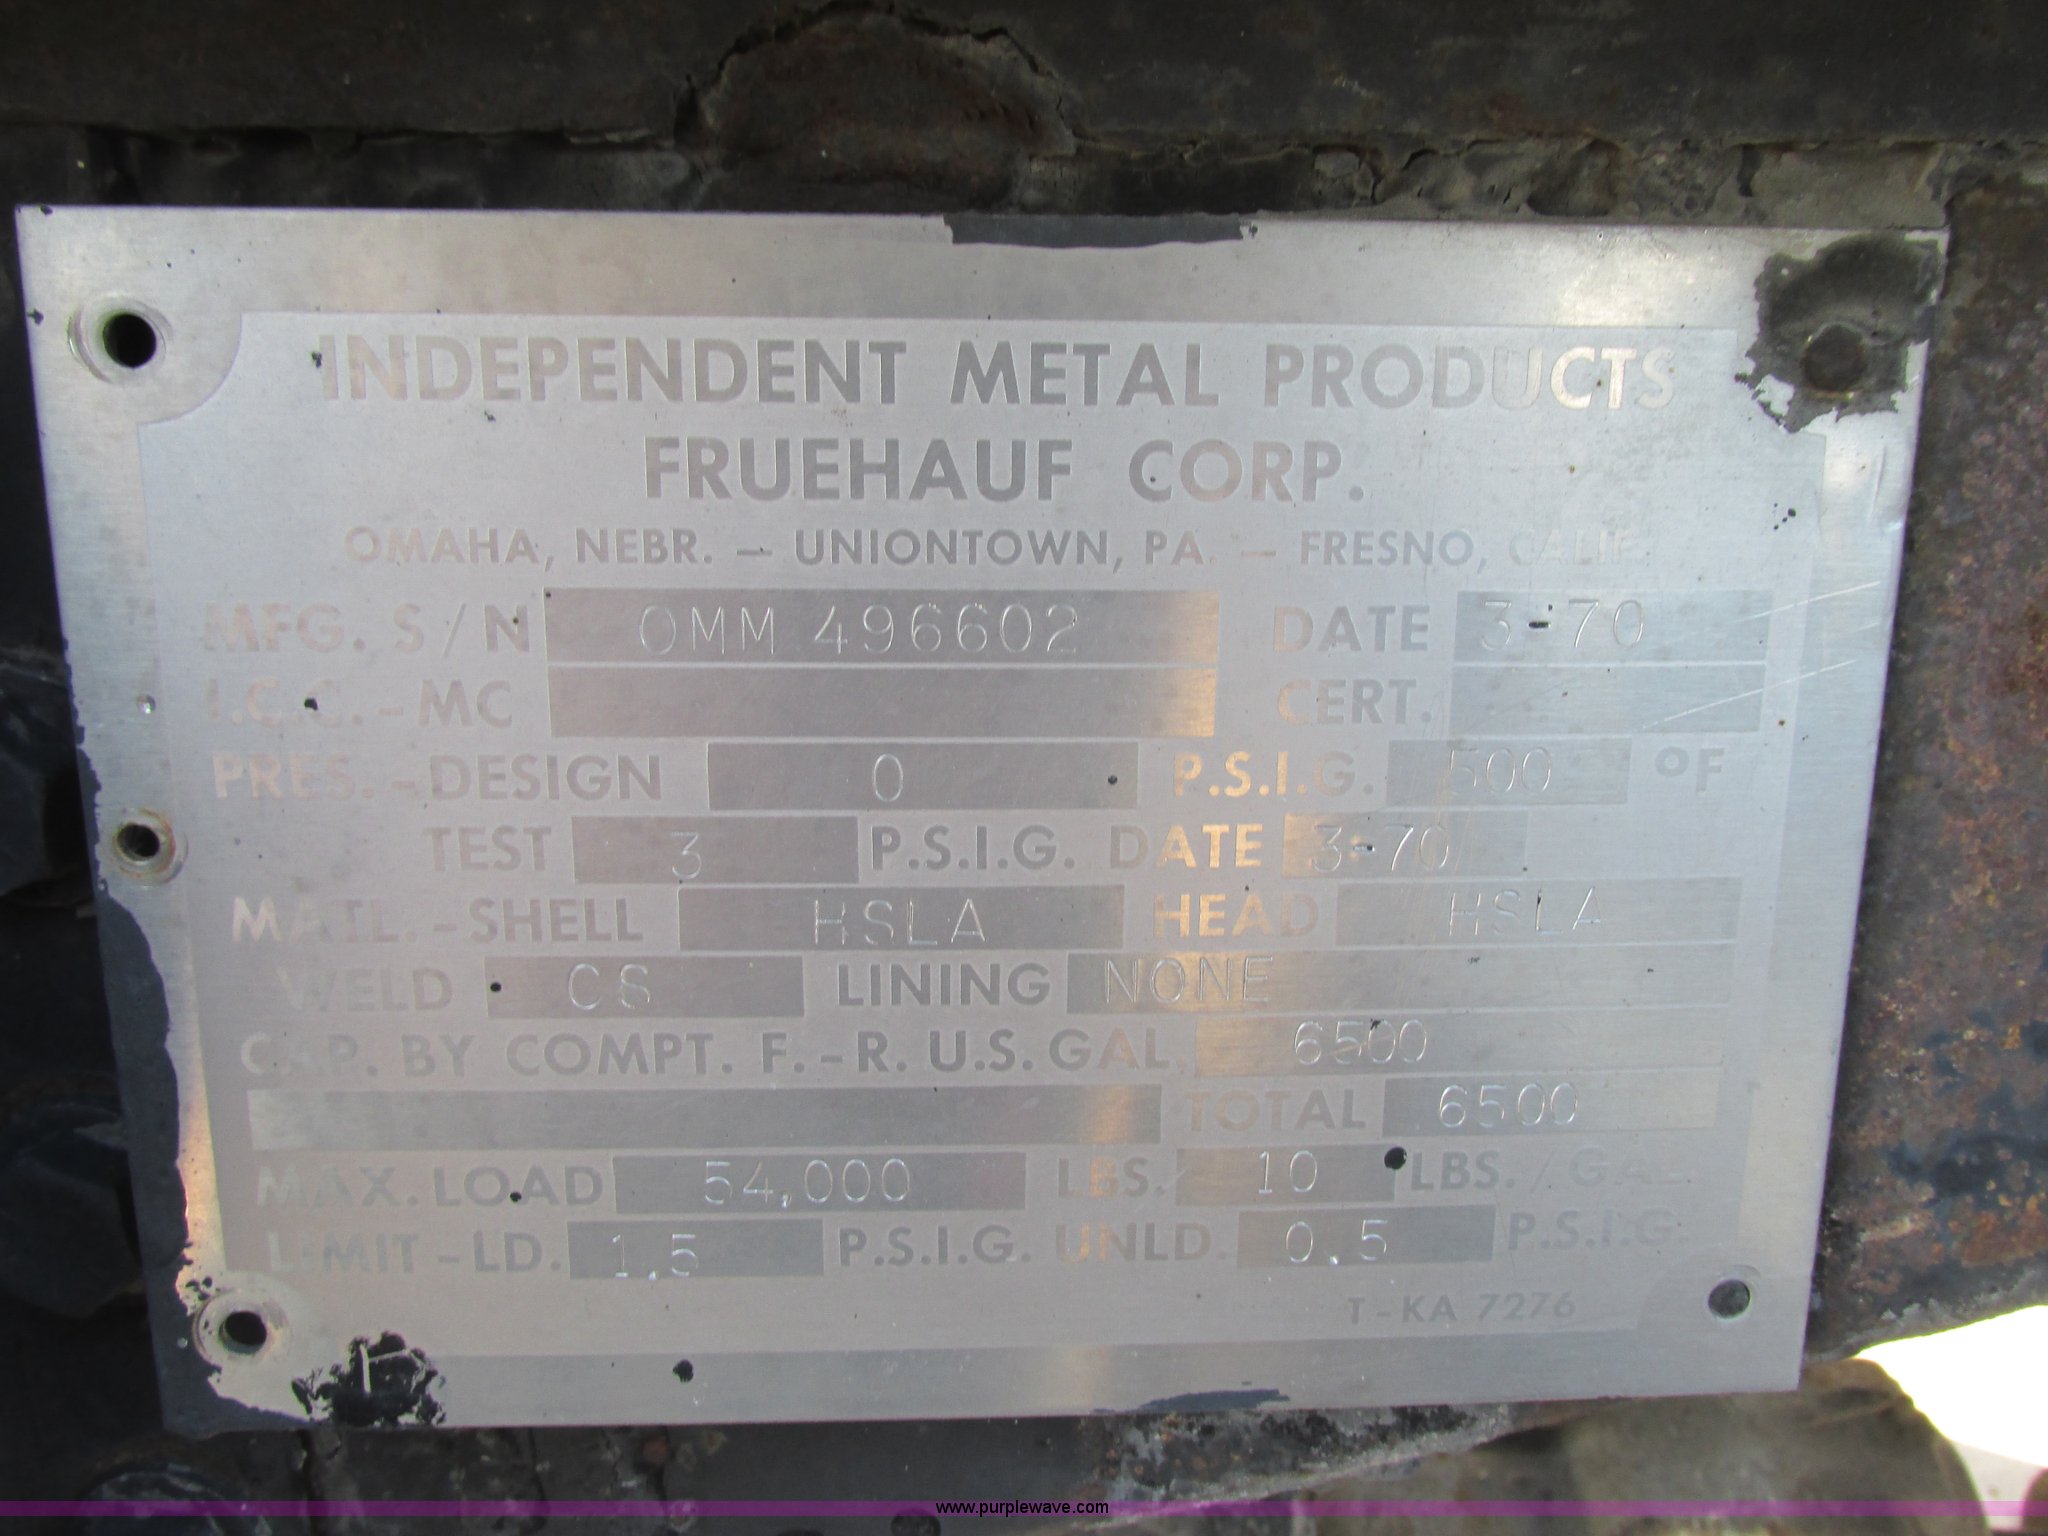 INDEPENDENT METAL PRODUCTS
FRUEHAUF CORP.
OMAHA, NEBR. - UNIONTOWN, PA. - FRESNO, CALIF.
MFG. S/N OMM 496602 DATE 3-70
I.C.C.-MC CERT.
PRES.-DESIGN 0 P.S.I.G. 500 °F
TEST 3 P.S.I.G. DATE 3-70
MATL.-SHELL HSLA HEAD HSLA
WELD CS LINING NONE
CAP. BY COMPT. F.-R. U.S. GAL. 6500
TOTAL 6500
MAX. LOAD 54,000 LBS. 10 LBS./GAL.
LIMIT-LD. 1.5 P.S.I.G. UNLD. 0.5 P.S.I.G.
T-KA 7276
www.purplewave.com